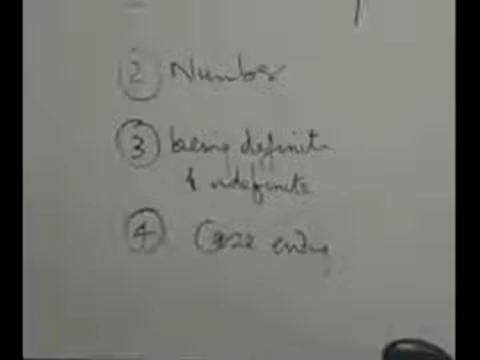 ② Number
③ being definite
& indefinite
④ Case ending